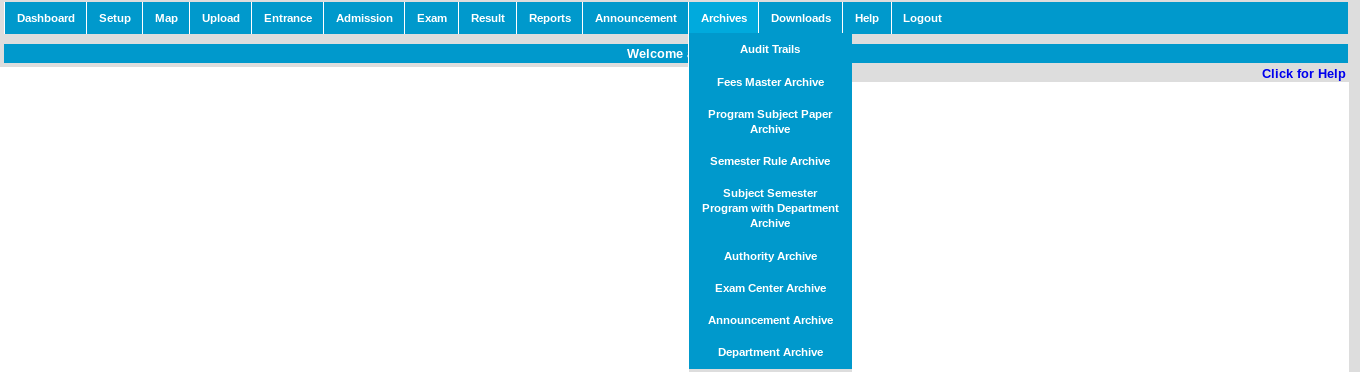 Dashboard Setup Map Upload Entrance Admission Exam Result Reports Announcement Archives Downloads Help Logout
Welcome
Click for Help
Audit Trails
Fees Master Archive
Program Subject Paper
Archive
Semester Rule Archive
Subject Semester
Program with Department
Archive
Authority Archive
Exam Center Archive
Announcement Archive
Department Archive